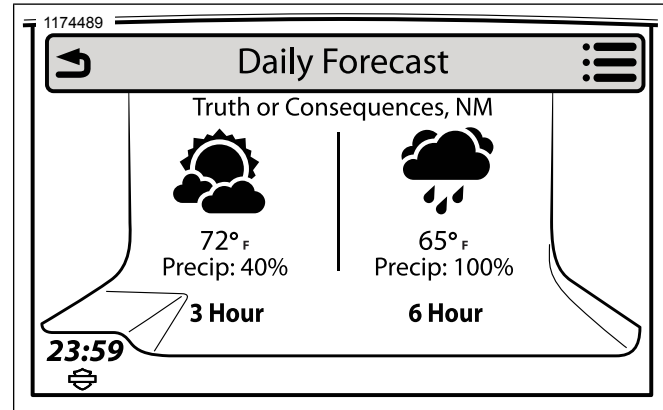 1174489
Daily Forecast
Truth or Consequences, NM
72° F
Precip: 40%
3 Hour
65° F
Precip: 100%
6 Hour
23:59